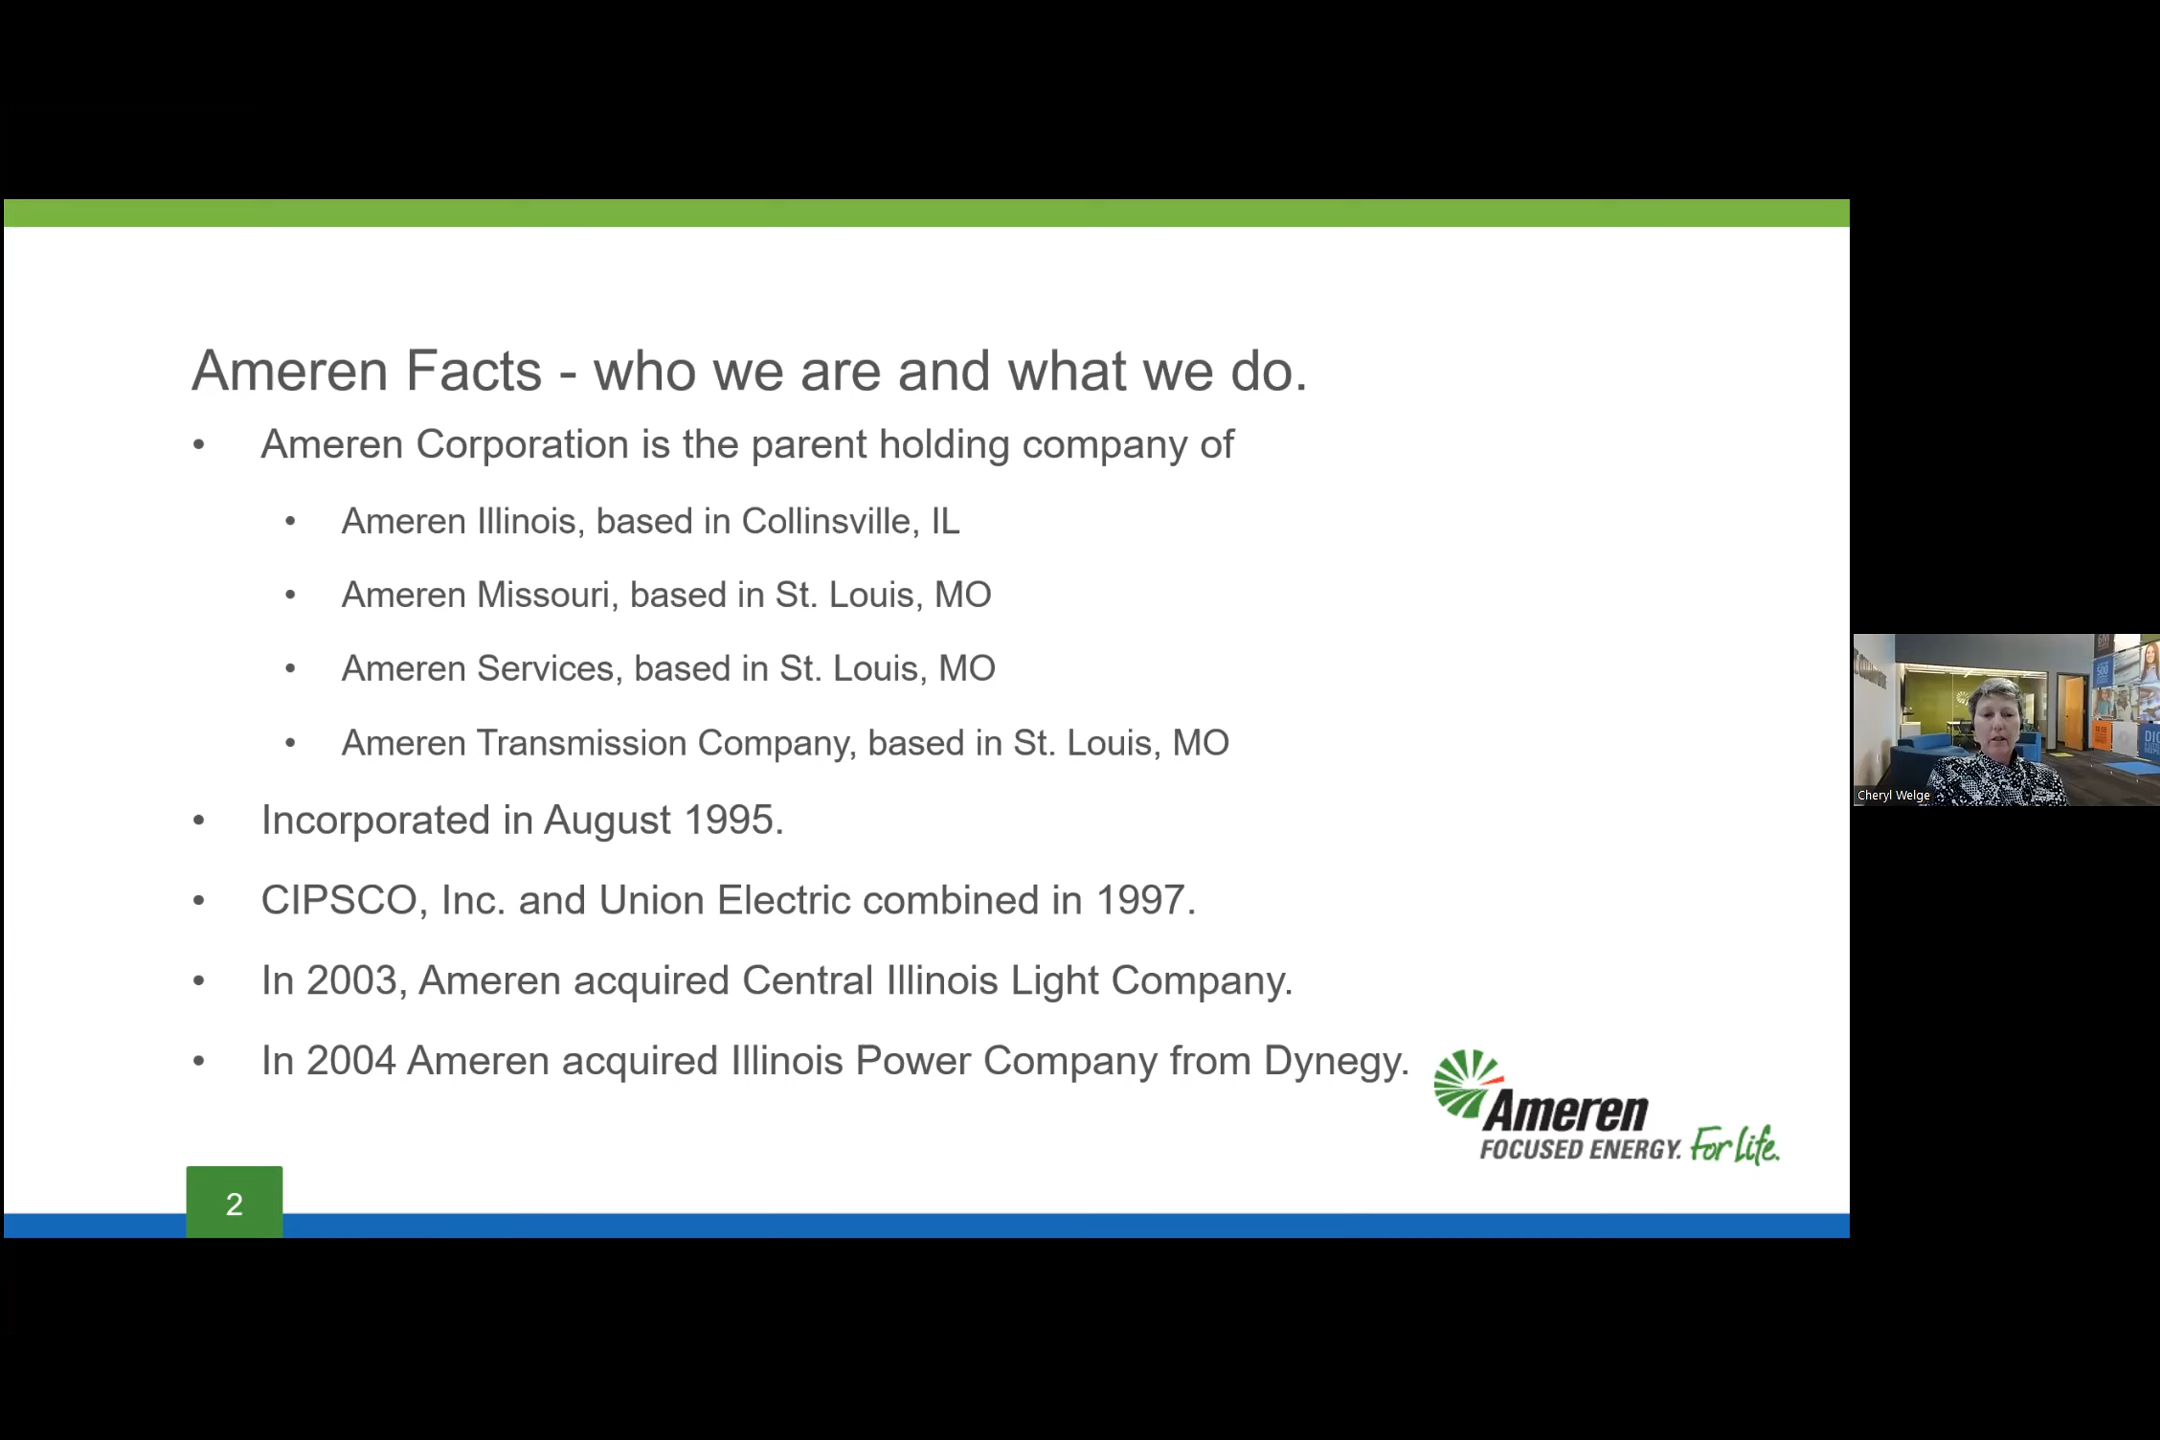 Ameren Facts - who we are and what we do.
• Ameren Corporation is the parent holding company of
• Ameren Illinois, based in Collinsville, IL
• Ameren Missouri, based in St. Louis, MO
• Ameren Services, based in St. Louis, MO
• Ameren Transmission Company, based in St. Louis, MO
• Incorporated in August 1995.
• CIPSCO, Inc. and Union Electric combined in 1997.
• In 2003, Ameren acquired Central Illinois Light Company.
• In 2004 Ameren acquired Illinois Power Company from Dynegy.
Ameren
FOCUSED ENERGY. For Life.
2
Cheryl Welge